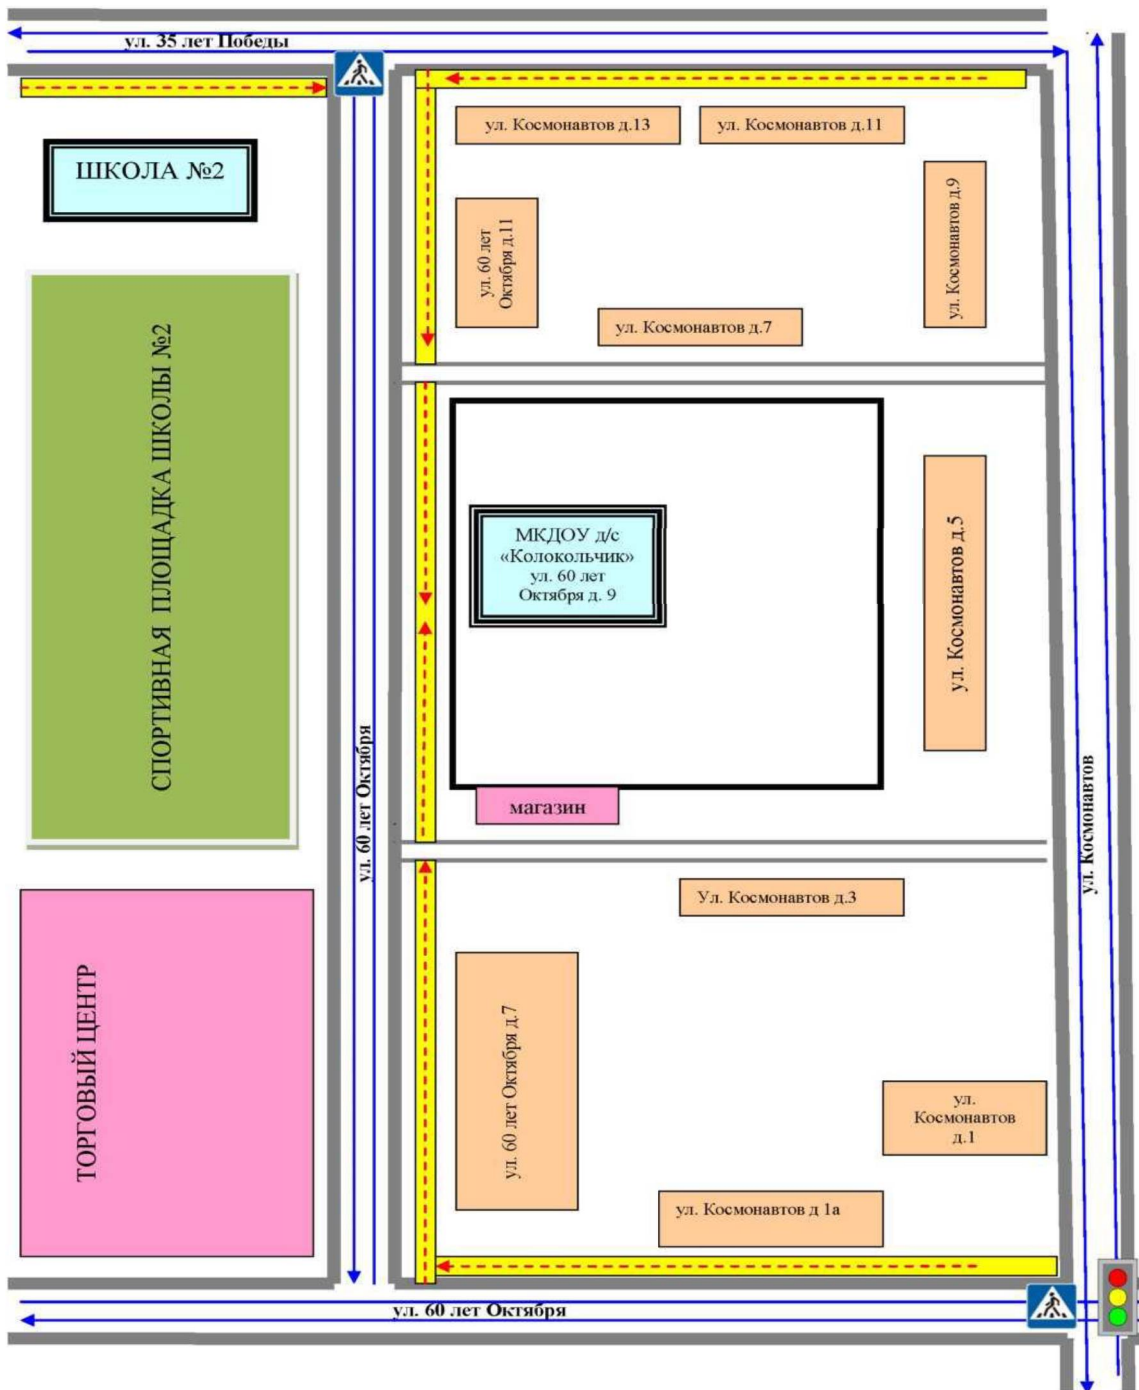 ул. 35 лет Победы
ШКОЛА №2
ул. Космонавтов д.13
ул. Космонавтов д.11
ул. Космонавтов д.9
ул. 60 лет
Октября д.11
ул. Космонавтов д.7
СПОРТИВНАЯ ПЛОЩАДКА ШКОЛЫ №2
МКДОУ д/с
«Колокольчик»
ул. 60 лет
Октября д. 9
ул. Космонавтов д.5
ул. 60 лет Октября
магазин
ул. Космонавтов
Ул. Космонавтов д.3
ТОРГОВЫЙ ЦЕНТР
ул. 60 лет Октября д.7
ул.
Космонавтов
д.1
ул. Космонавтов д 1а
ул. 60 лет Октября